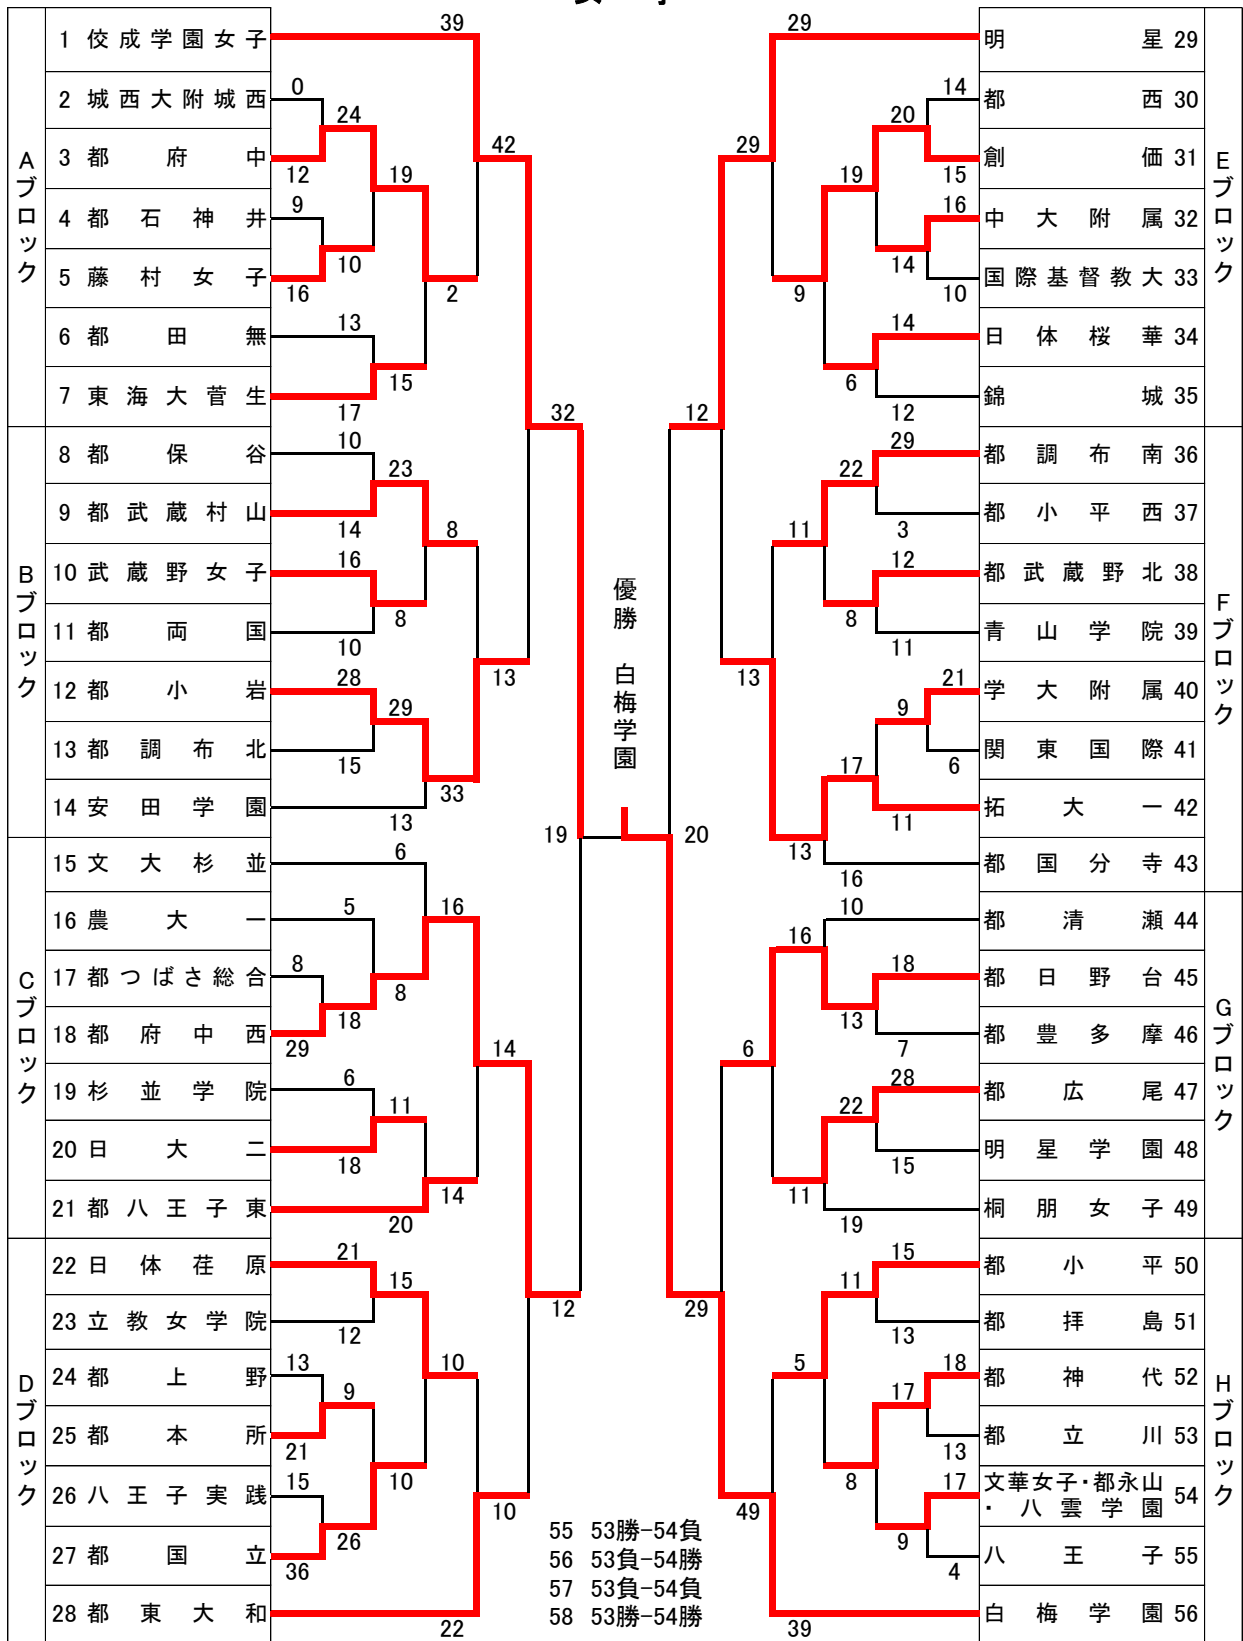 39
29
1 佼成学園女子
明星 29
2 城西大附城西
0
14
都西 30
24
20
3 都府中
12
42
29
15
創価 31
19
19
4 都石神井
9
16
中大附属 32
10
14
5 藤村女子
16
2
9
10
国際基督教大 33
6 都田無
13
14
日体桜華 34
15
6
7 東海大菅生
17
32
12
12
錦城 35
Aブロック
Eブロック
8 都保谷
10
29
都調布南 36
23
22
9 都武蔵村山
14
3
都小平西 37
8
11
10 武蔵野女子
16
12
都武蔵野北 38
8
8
11 都両国
10
11
青山学院 39
13
13
12 都小岩
28
21
学大附属 40
29
9
13 都調布北
15
6
関東国際 41
33
17
14 安田学園
13
11
拓大一 42
Bブロック
19
20
13
優勝 白梅学園
15 文大杉並
6
16
都国分寺 43
Fブロック
16 農大一
5
16
10
都清瀬 44
16
17 都つばさ総合
8
18
都日野台 45
8
18
13
18 都府中西
29
7
都豊多摩 46
14
6
19 杉並学院
6
28
都広尾 47
11
22
20 日大二
18
15
明星学園 48
14
11
21 都八王子東
20
19
桐朋女子 49
Cブロック
Gブロック
22 日体荏原
21
15
都小平 50
15
11
23 立教女学院
12
12
29
13
都拝島 51
24 都上野
13
10
5
18
都神代 52
9
17
25 都本所
21
13
都立川 53
10
8
26 八王子実践
15
10
49
17
文華女子・都永山
・八雲学園 54
26
9
27 都国立
36
4
八王子 55
28 都東大和
22
39
白梅学園 56
Dブロック
Hブロック
55 53勝-54負
56 53負-54勝
57 53負-54負
58 53勝-54勝